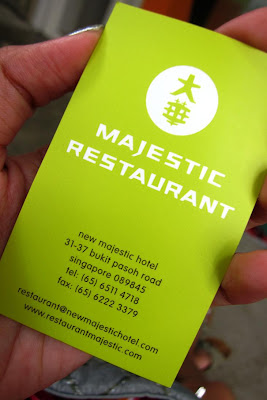 大
華
MAJESTIC
RESTAURANT
new majestic hotel
31-37 bukit pasoh road
singapore 089845
tel: (65) 6511 4718
fax: (65) 6222 3379
restaurant@newmajestichotel.com
www.restaurantmajestic.com